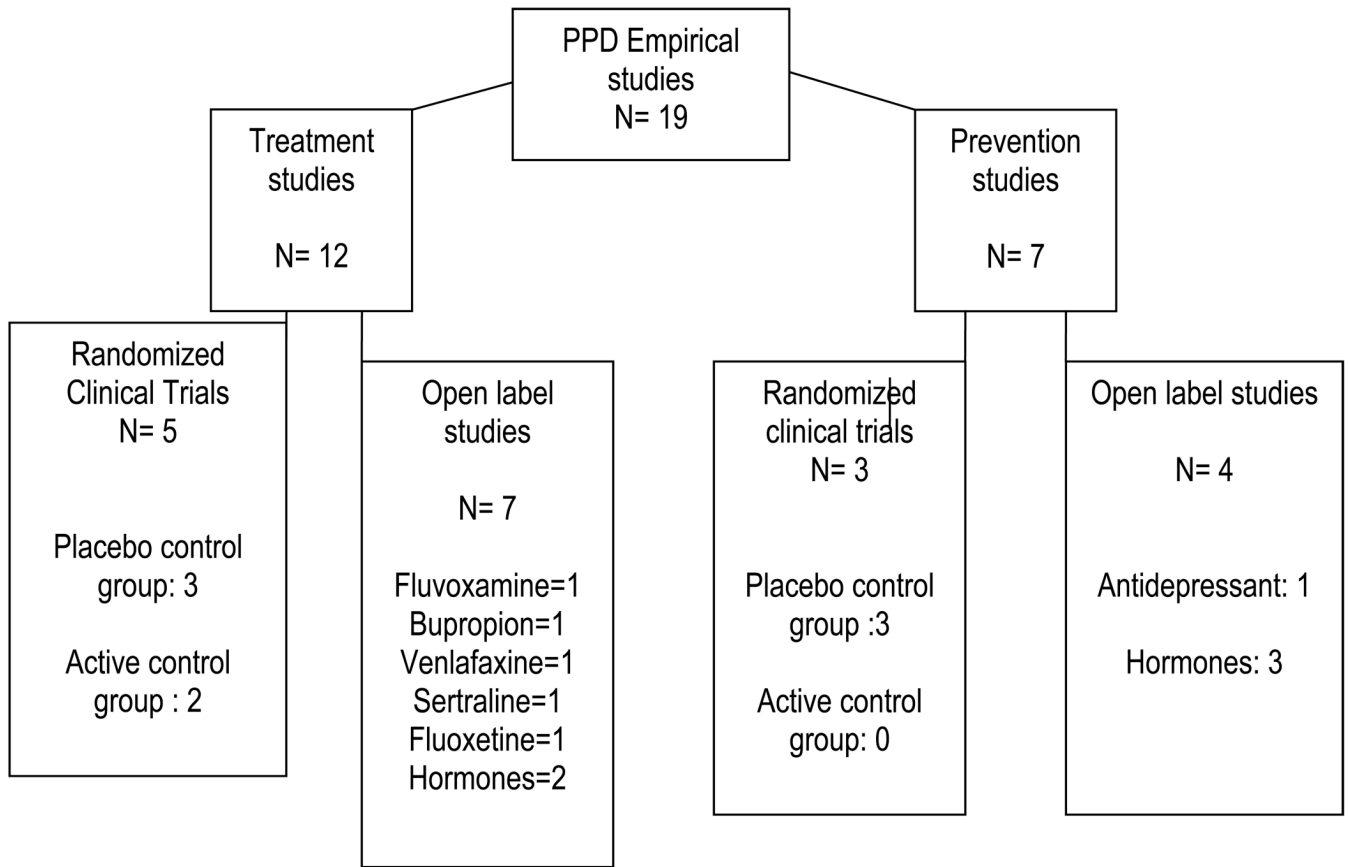 PPD Empirical
studies
N= 19
Treatment
studies
N= 12
Prevention
studies
N= 7
Randomized
Clinical Trials
N= 5
Placebo control
group: 3
Active control
group : 2
Open label
studies
N= 7
Fluvoxamine=1
Bupropion=1
Venlafaxine=1
Sertraline=1
Fluoxetine=1
Hormones=2
Randomized
clinical trials
N= 3
Placebo control
group :3
Active control
group: 0
Open label studies
N= 4
Antidepressant: 1
Hormones: 3